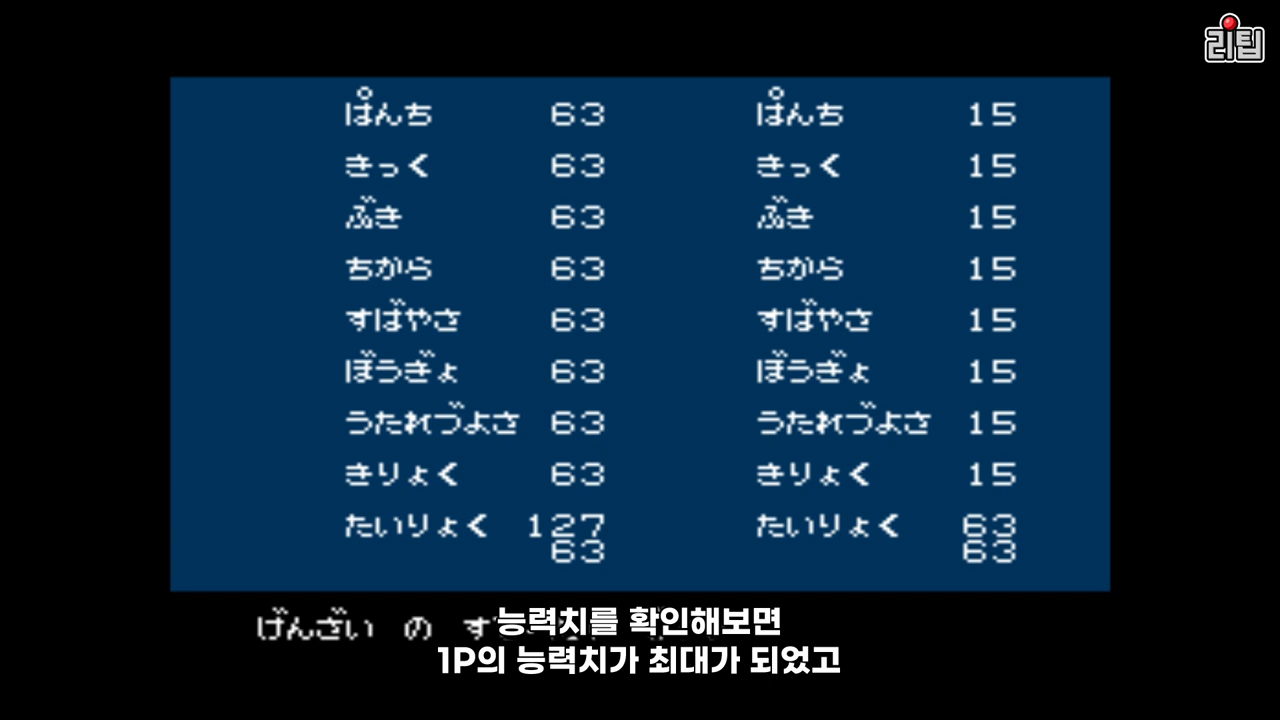 리팁
ぱんち 63 ぱんち 15
きっく 63 きっく 15
ぶき 63 ぶき 15
ちから 63 ちから 15
すばやさ 63 すばやさ 15
ぼうぎょ 63 ぼうぎょ 15
うたれづよさ 63 うたれづよさ 15
きりょく 63 きりょく 15
たいりょく 127 たいりょく 63
63 63
げんざい の す
능력치를 확인해보면
1P의 능력치가 최대가 되었고